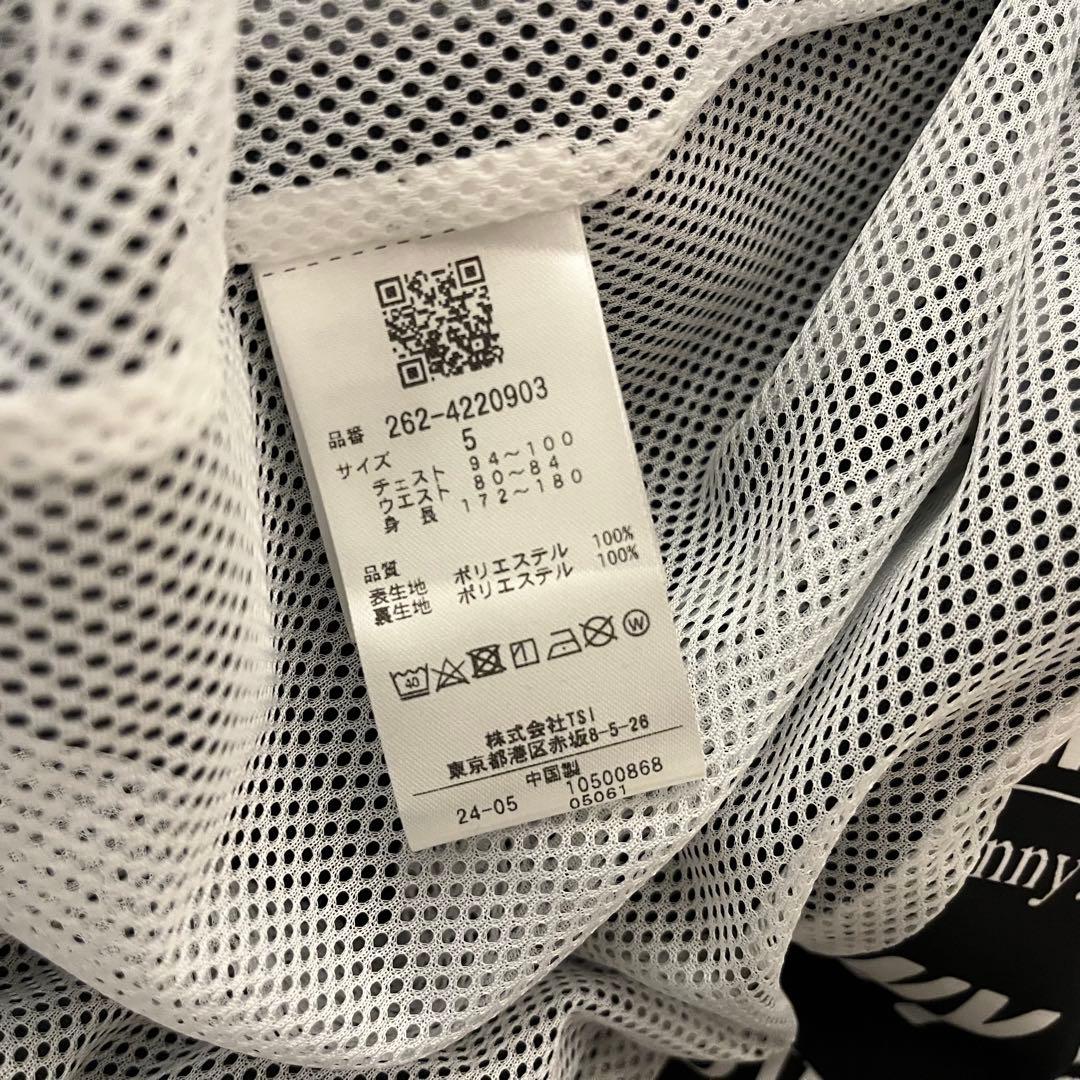 品番 262-4220903
サイズ 5
チェスト 94～100
ウエスト 80～84
身長 172～180
品質
表生地 ポリエステル 100%
裏生地 ポリエステル 100%
40 W
株式会社TSI
東京都港区赤坂8-5-26
中国製
24-05 10500868
05061
nny